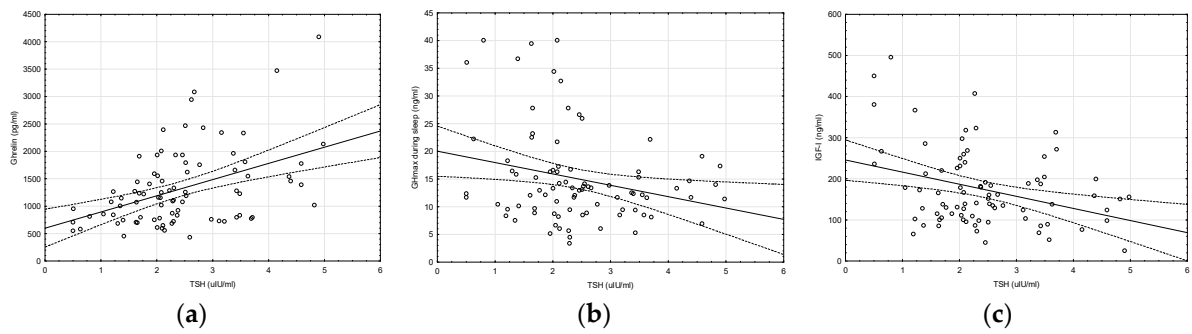 4500
4000
3500
3000
2500
2000
1500
1000
500
0
Ghrelin (pg/ml)
0 1 2 3 4 5 6
TSH (uIU/ml)
(a)
45
40
35
30
25
20
15
10
5
0
GHmax during sleep (ng/ml)
0 1 2 3 4 5 6
TSH (uIU/ml)
(b)
600
500
400
300
200
100
0
IGF-I (ng/ml)
0 1 2 3 4 5 6
TSH (uIU/ml)
(c)